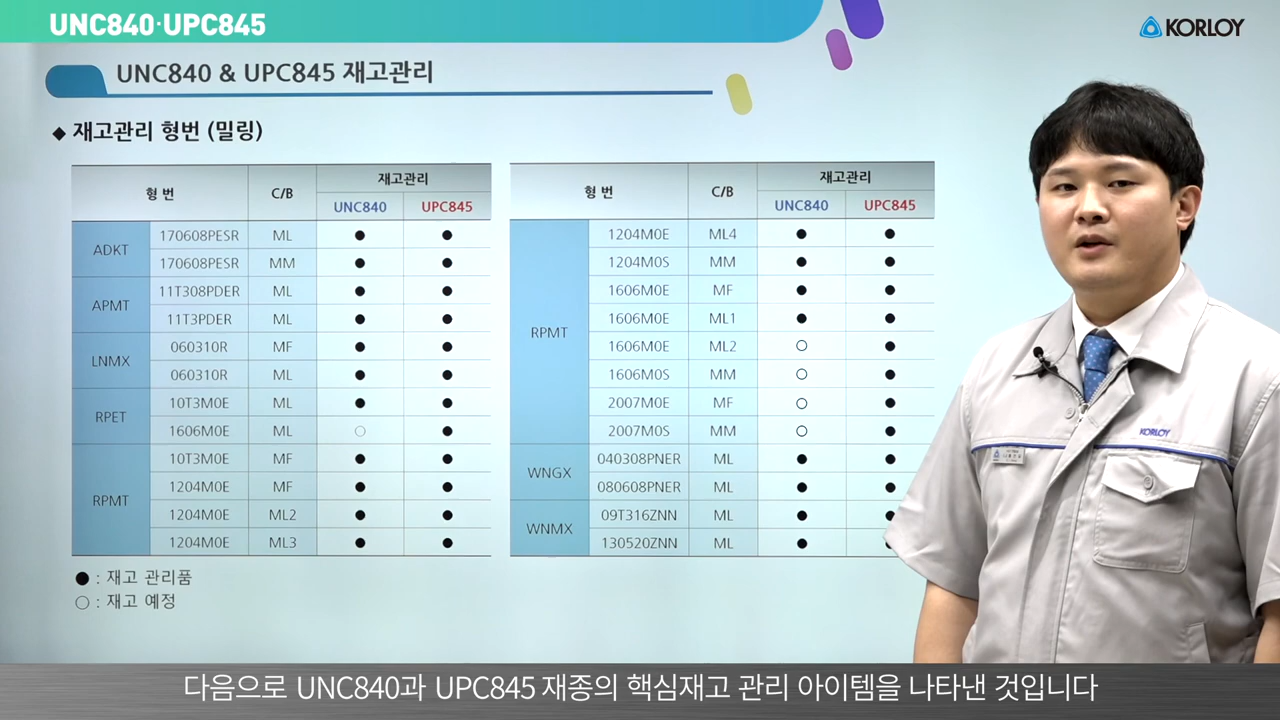 UNC840·UPC845
KORLOY
UNC840 & UPC845 재고관리
◆ 재고관리 형번 (밀링)
형 번 C/B 재고관리
UNC840 UPC845
ADKT 170608PESR ML ● ●
170608PESR MM ● ●
APMT 11T308PDER ML ● ●
11T3PDER ML ● ●
LNMX 060310R MF ● ●
060310R ML ● ●
RPET 10T3M0E ML ● ●
1606M0E ML ○ ●
RPMT 10T3M0E MF ● ●
1204M0E MF ● ●
1204M0E ML2 ● ●
1204M0E ML3 ● ●
형 번 C/B 재고관리
UNC840 UPC845
RPMT 1204M0E ML4 ● ●
1204M0S MM ● ●
1606M0E MF ● ●
1606M0E ML1 ● ●
1606M0E ML2 ○ ●
1606M0S MM ○ ●
2007M0E MF ○ ●
2007M0S MM ○ ●
WNGX 040308PNER ML ● ●
080608PNER ML ● ●
WNMX 09T316ZNN ML ● ●
130520ZNN ML ● ●
● : 재고 관리품
○ : 재고 예정
KORLOY
다음으로 UNC840과 UPC845 재종의 핵심재고 관리 아이템을 나타낸 것입니다